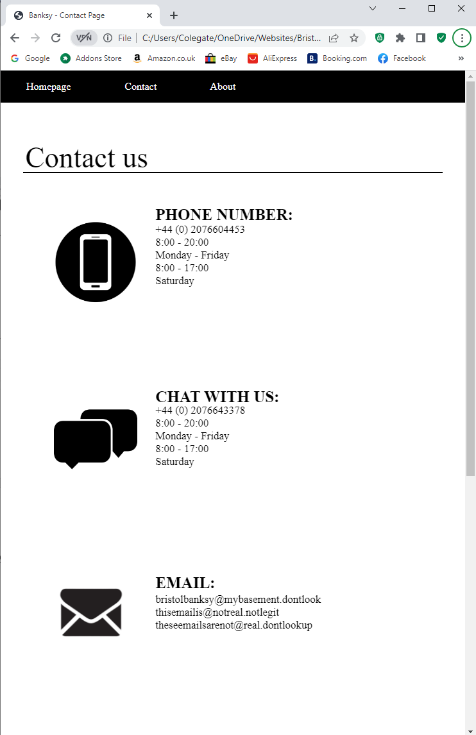 Banksy - Contact Page
VPN
File
C:/Users/Colegate/OneDrive/Websites/Brist...
Google
Addons Store
Amazon.co.uk
eBay
AliExpress
B.
Booking.com
Facebook
»
Homepage
Contact
About
Contact us
PHONE NUMBER:
+44 (0) 2076604453
8:00 - 20:00
Monday - Friday
8:00 - 17:00
Saturday
CHAT WITH US:
+44 (0) 2076643378
8:00 - 20:00
Monday - Friday
8:00 - 17:00
Saturday
EMAIL:
bristolbanksy@mybasement.dontlook
thisemailis@notreal.notlegit
theseemailsarenot@real.dontlookup